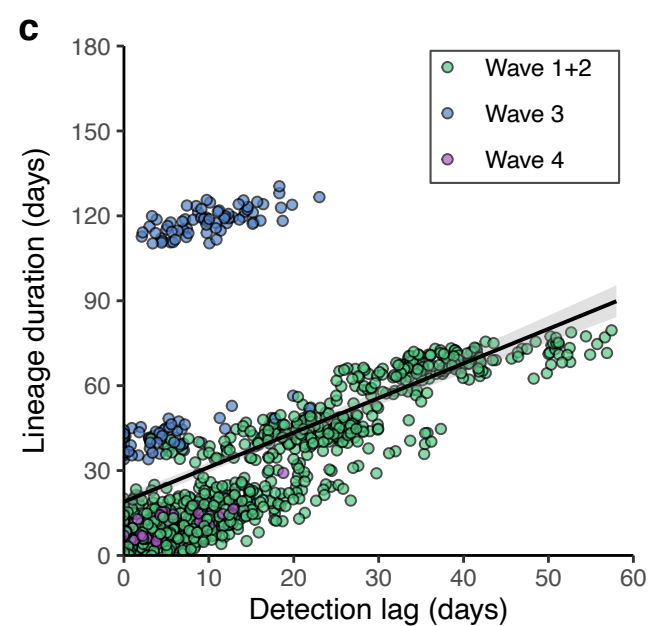 c
180
150
120
90
60
30
0
Lineage duration (days)
Wave 1+2
Wave 3
Wave 4
0 10 20 30 40 50 60
Detection lag (days)